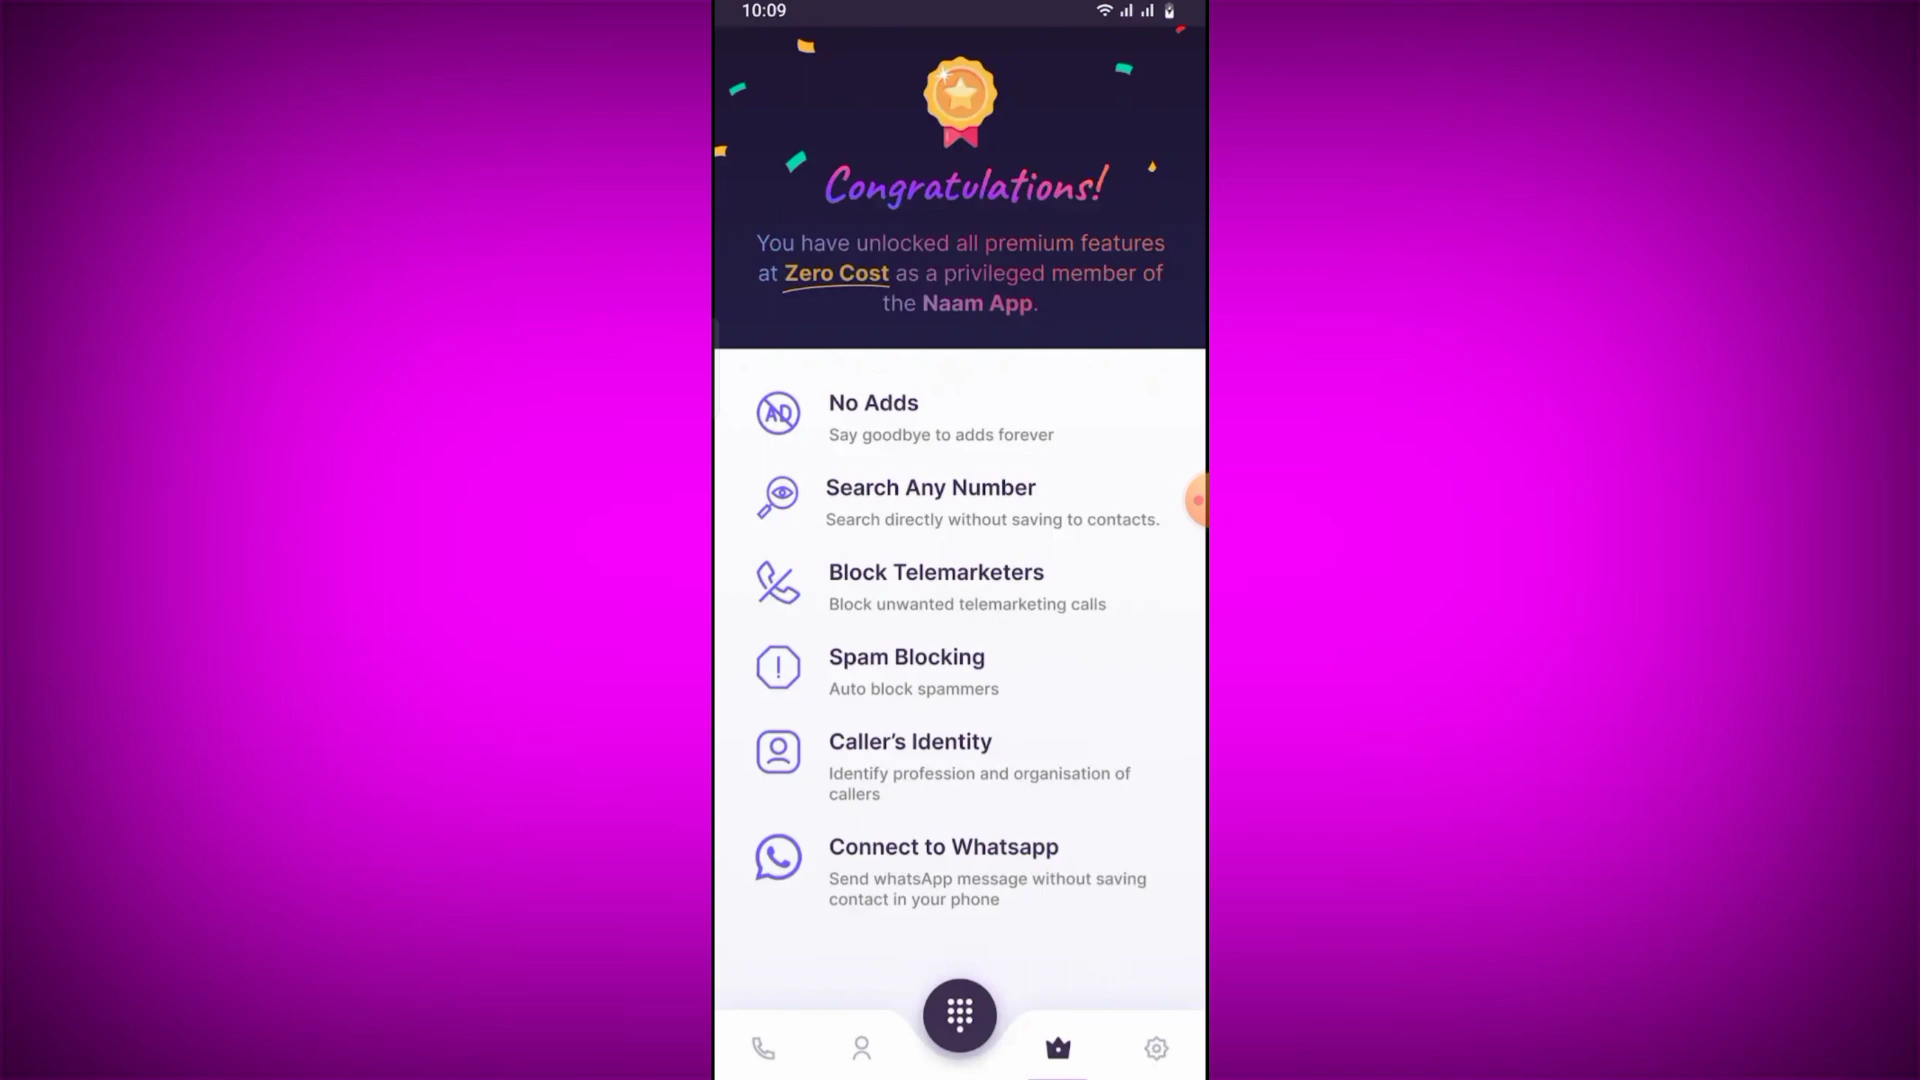 10:09
Congratulations!
You have unlocked all premium features
at Zero Cost as a privileged member of
the Naam App.
AD
No Adds
Say goodbye to adds forever
Search Any Number
Search directly without saving to contacts.
Block Telemarketers
Block unwanted telemarketing calls
Spam Blocking
Auto block spammers
Caller’s Identity
Identify profession and organisation of
callers
Connect to Whatsapp
Send whatsApp message without saving
contact in your phone